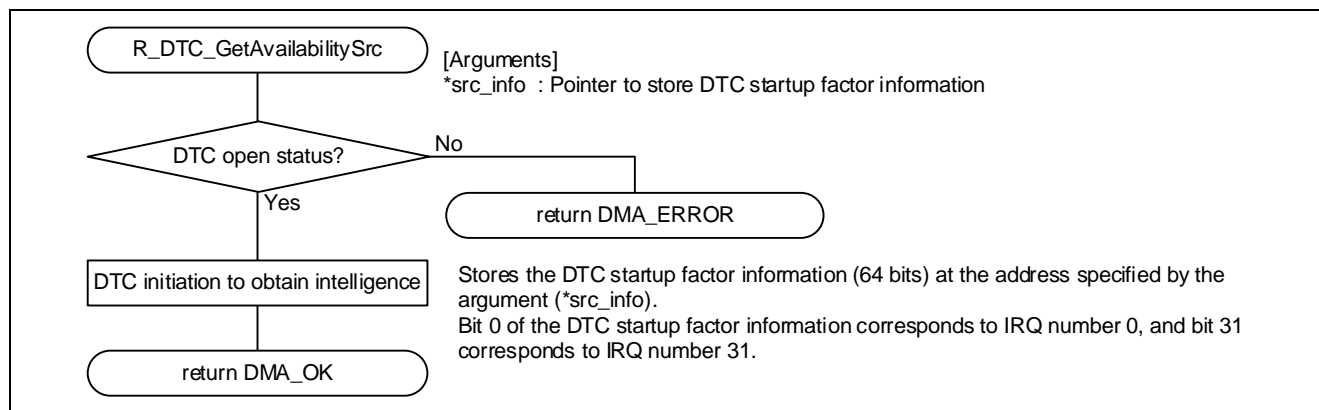 R_DTC_GetAvailabilitySrc
[Arguments]
*src_info : Pointer to store DTC startup factor information
DTC open status?
No
Yes
return DMA_ERROR
DTC initiation to obtain intelligence
Stores the DTC startup factor information (64 bits) at the address specified by the
argument (*src_info).
Bit 0 of the DTC startup factor information corresponds to IRQ number 0, and bit 31
corresponds to IRQ number 31.
return DMA_OK